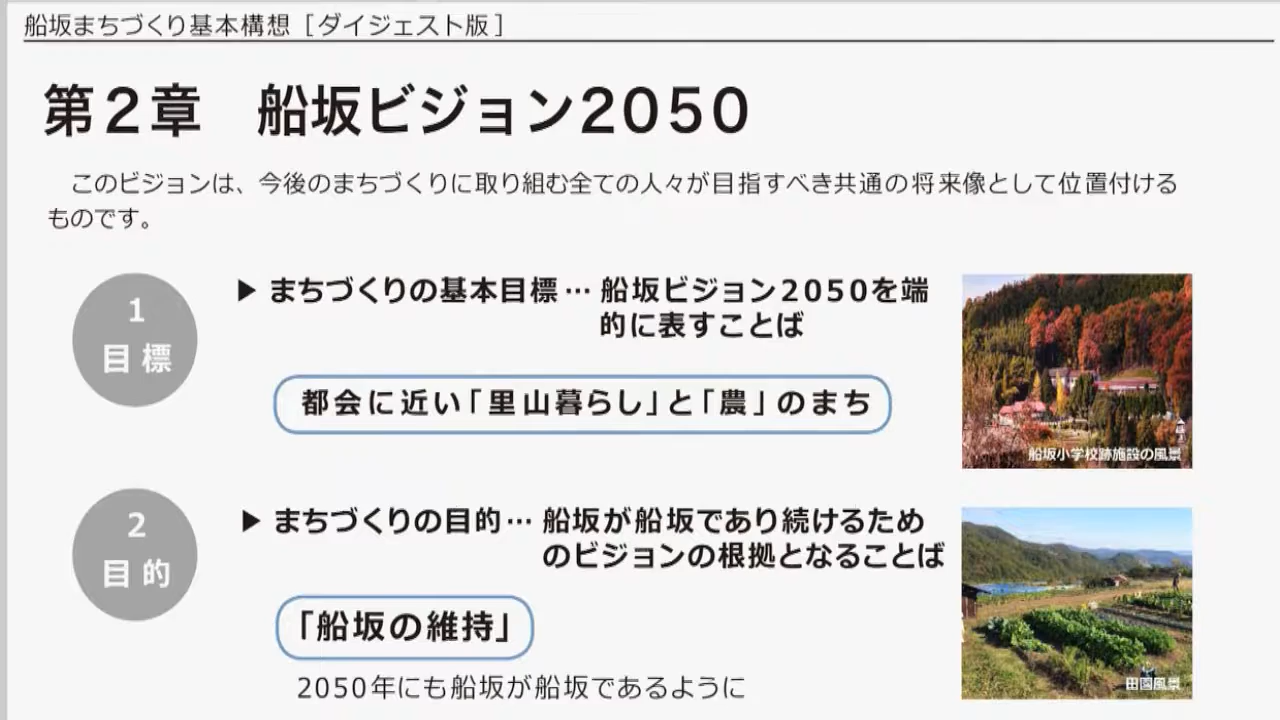 船坂まちづくり基本構想［ダイジェスト版］
第２章　船坂ビジョン2050
このビジョンは、今後のまちづくりに取り組む全ての人々が目指すべき共通の将来像として位置付ける
ものです。
1
目標
▶ まちづくりの基本目標… 船坂ビジョン2050を端
的に表すことば
都会に近い「里山暮らし」と「農」のまち
船坂小学校跡施設の風景
2
目的
▶ まちづくりの目的… 船坂が船坂であり続けるため
のビジョンの根拠となることば
「船坂の維持」
2050年にも船坂が船坂であるように
田園風景